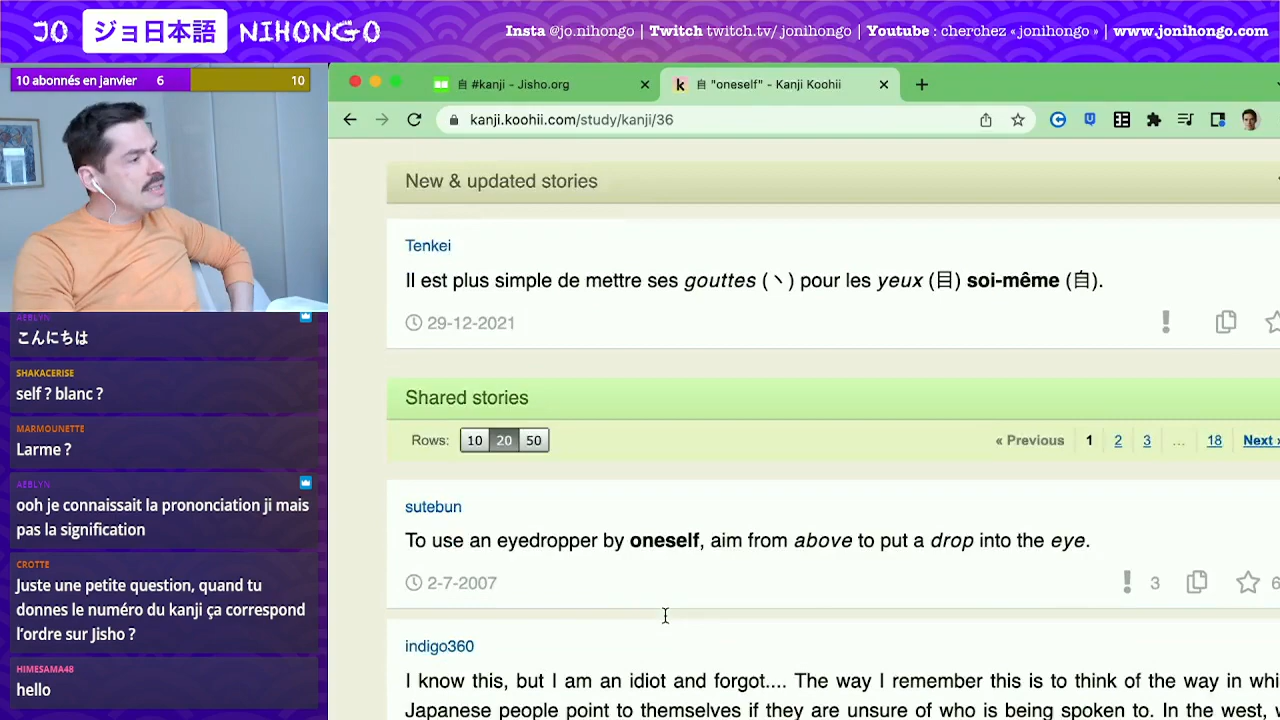 JO ジョ日本語 NIHONGO
Insta @jo.nihongo | Twitch twitch.tv/ jonihongo | Youtube : cherchez « jonihongo » | www.jonihongo.com
10 abonnés en janvier 6 10
自 #kanji - Jisho.org
自 "oneself" - Kanji Koohii
kanji.koohii.com/study/kanji/36
New & updated stories
Tenkei
Il est plus simple de mettre ses gouttes (丶) pour les yeux (目) soi-même (自).
29-12-2021
Shared stories
Rows: 10 20 50
« Previous 1 2 3 ... 18 Next
sutebun
To use an eyedropper by oneself, aim from above to put a drop into the eye.
2-7-2007
3
indigo360
I know this, but I am an idiot and forgot.... The way I remember this is to think of the way in
Japanese people point to themselves if they are unsure of who is being spoken to. In the west,
AEBLYN
こんにちは
SHAKACERISE
self ? blanc ?
MARMOUNETTE
Larme ?
AEBLYN
ooh je connaissait la prononciation ji mais
pas la signification
CROTTE
Juste une petite question, quand tu
donnes le numéro du kanji ça correspond
l'ordre sur Jisho ?
HIMESAMA48
hello